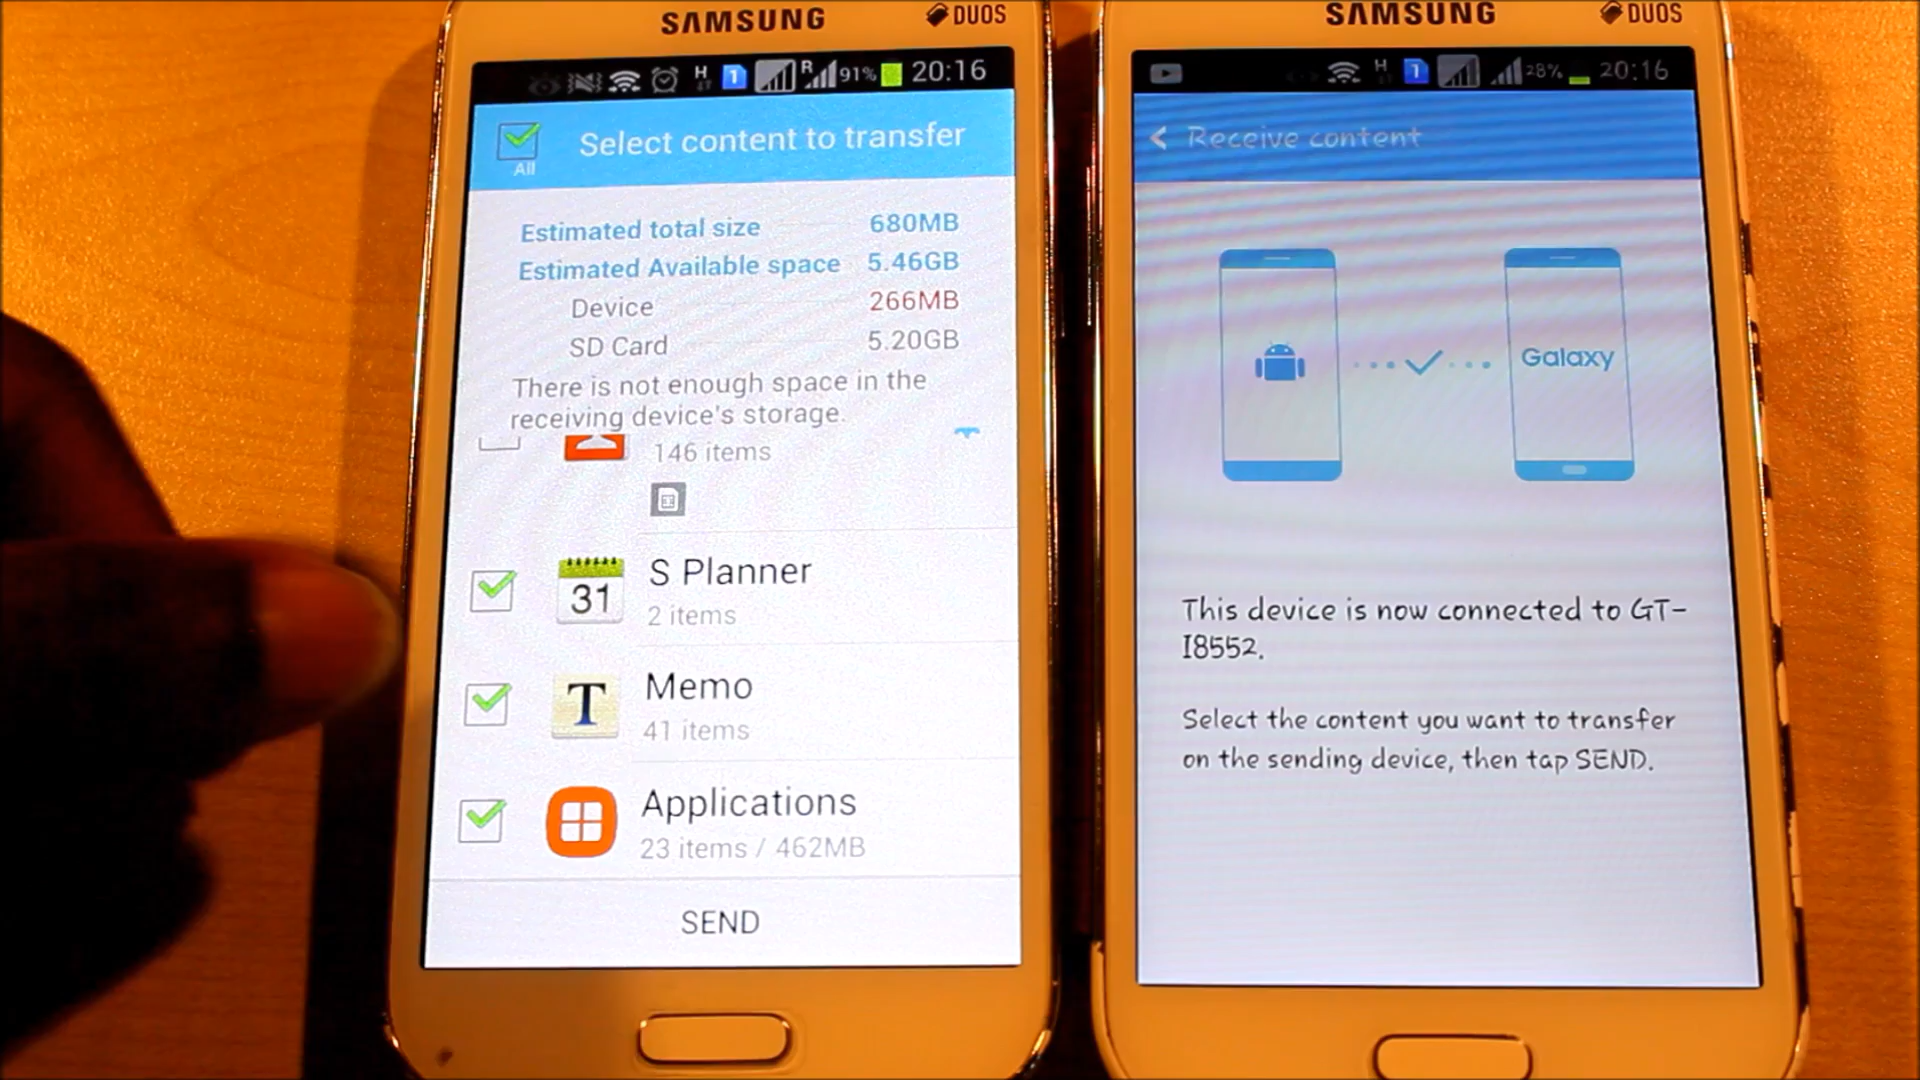 SAMSUNG DUOS
H 1 R 91% 20:16
All
Select content to transfer
Estimated total size 680MB
Estimated Available space 5.46GB
Device 266MB
SD Card 5.20GB
There is not enough space in the
receiving device's storage.
146 items
31
S Planner
2 items
T
Memo
41 items
Applications
23 items / 462MB
SEND
SAMSUNG DUOS
H 1 28% 20:16
Receive content
Galaxy
This device is now connected to GT-
I8552.
Select the content you want to transfer
on the sending device, then tap SEND.